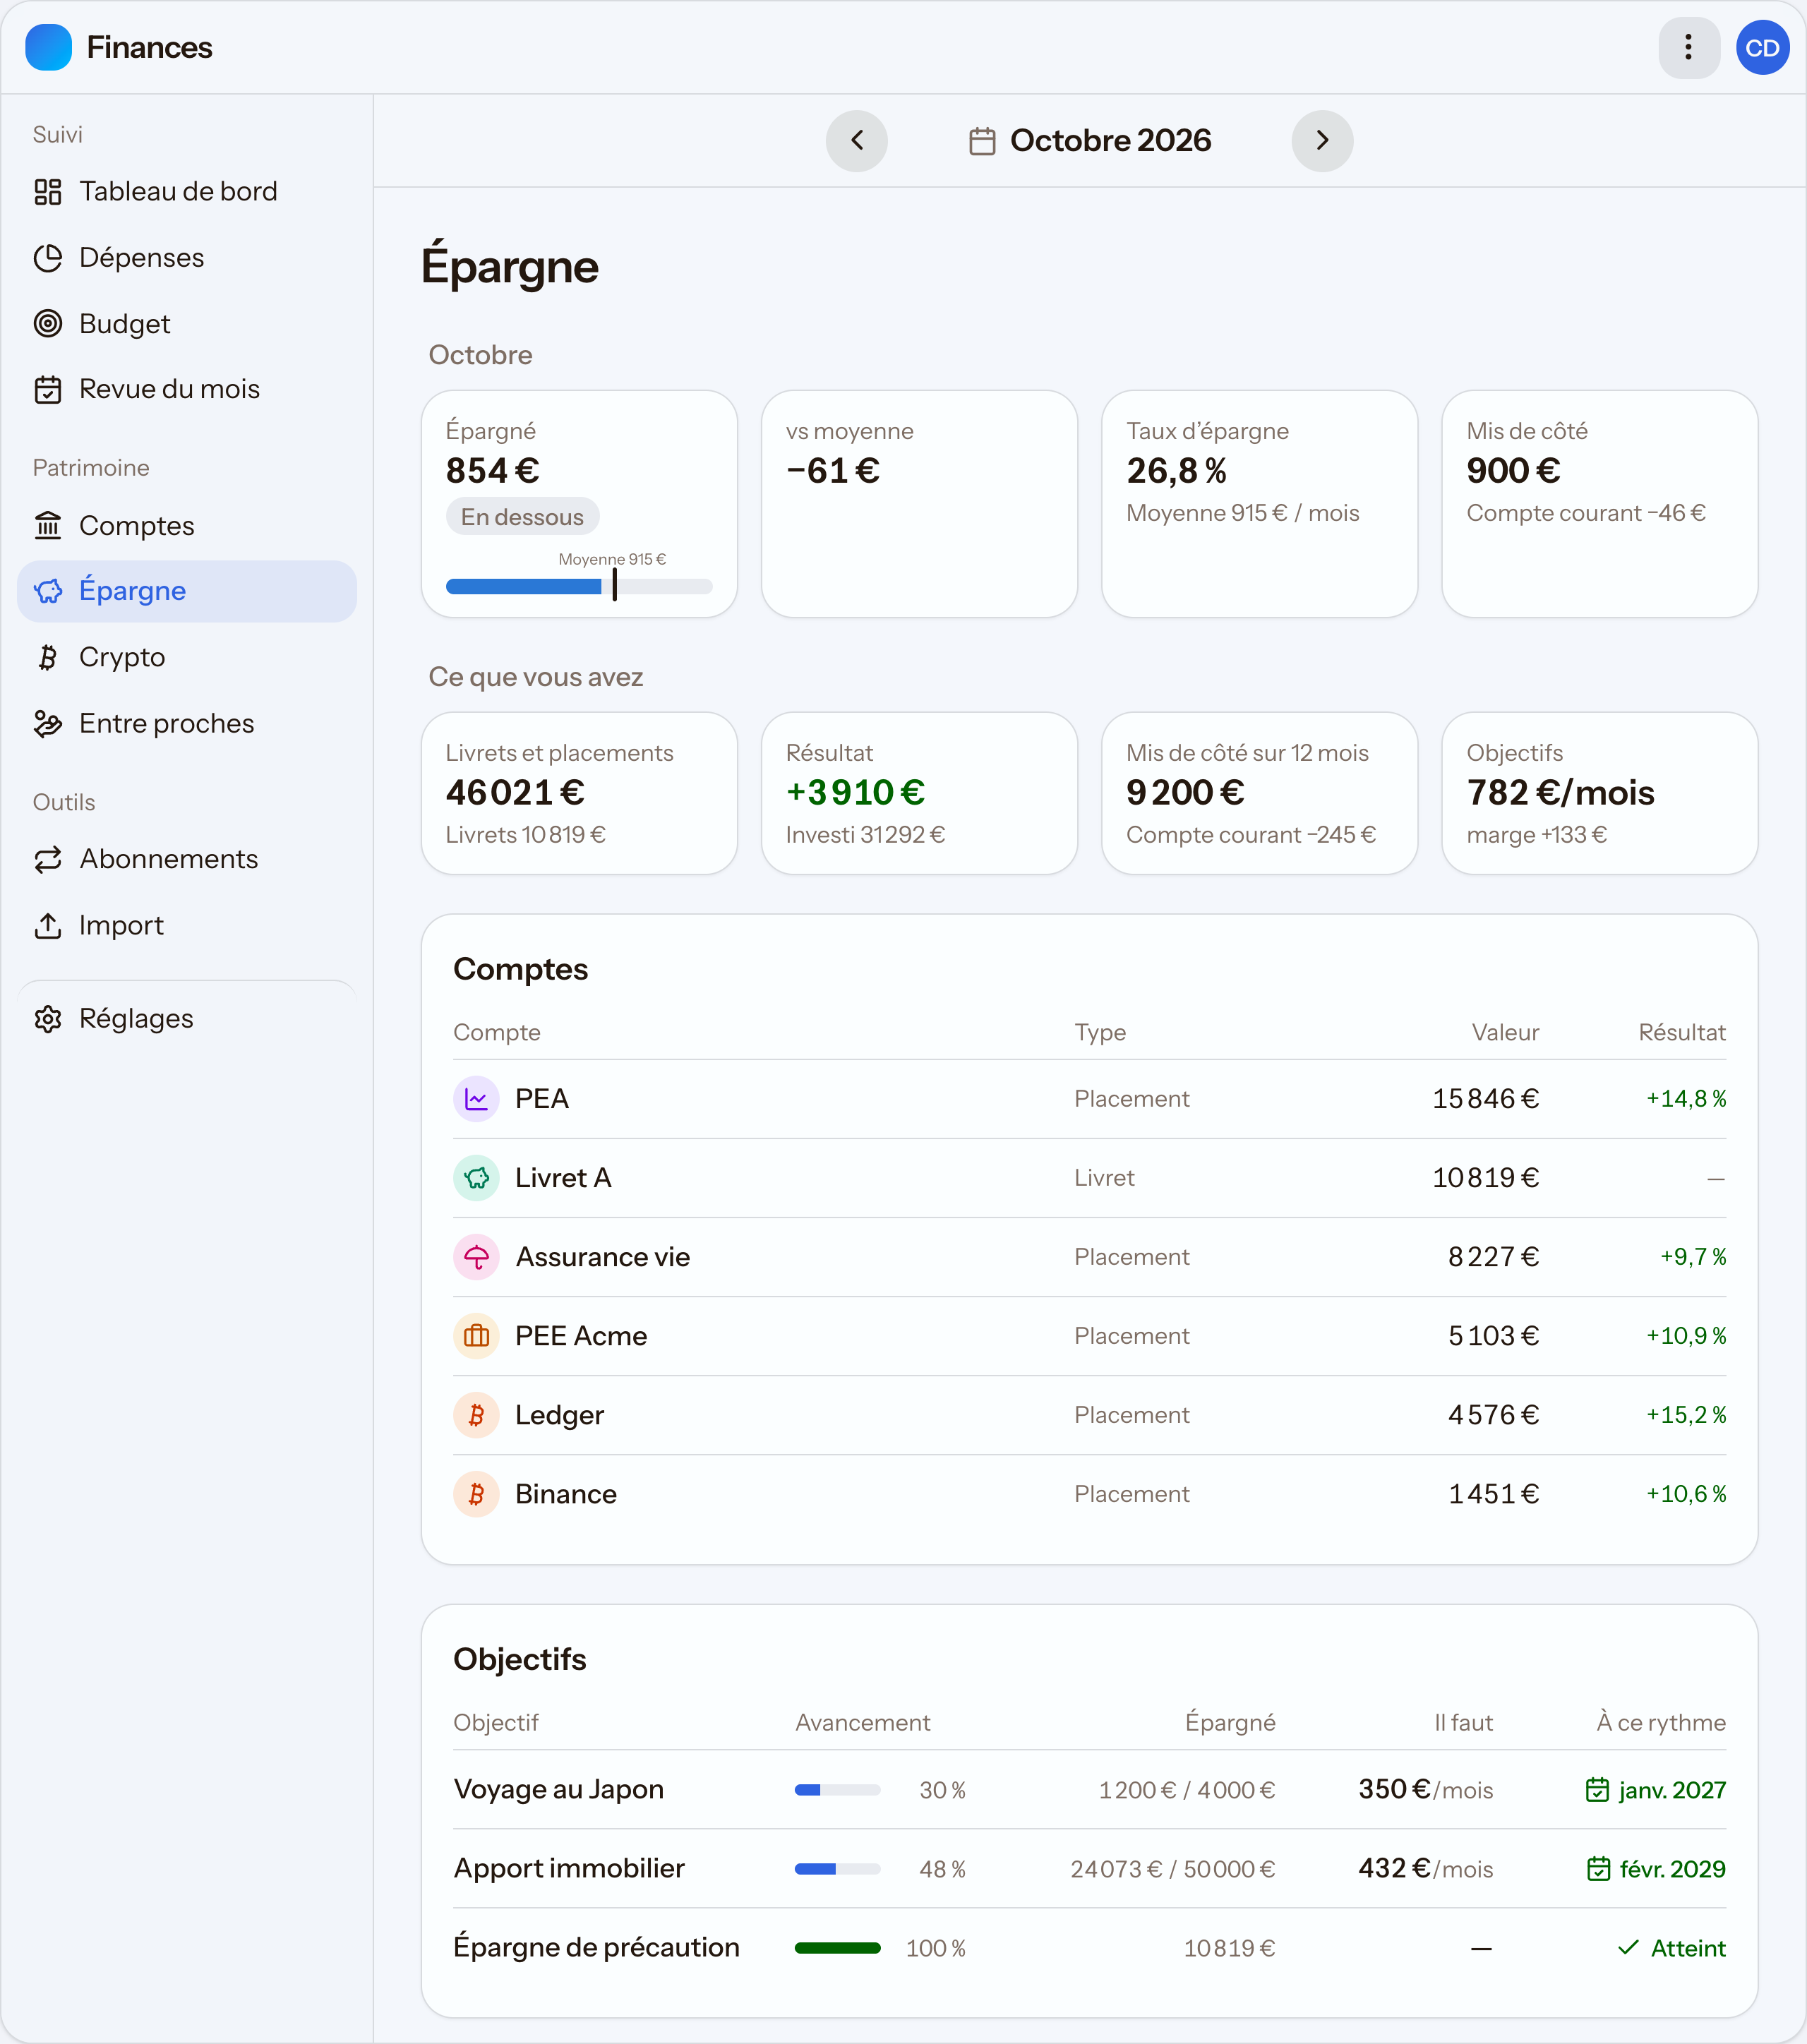 Finances
CD
Suivi
Tableau de bord
Dépenses
Budget
Revue du mois
Patrimoine
Comptes
Épargne
Crypto
Entre proches
Outils
Abonnements
Import
Réglages
Octobre 2026
Épargne
Octobre
Épargné
854 €
En dessous
Moyenne 915 €
vs moyenne
−61 €
Taux d’épargne
26,8 %
Moyenne 915 € / mois
Mis de côté
900 €
Compte courant −46 €
Ce que vous avez
Livrets et placements
46 021 €
Livrets 10 819 €
Résultat
+3 910 €
Investi 31 292 €
Mis de côté sur 12 mois
9 200 €
Compte courant −245 €
Objectifs
782 €/mois
marge +133 €
Comptes
Compte Type Valeur Résultat
PEA Placement 15 846 € +14,8 %
Livret A Livret 10 819 € —
Assurance vie Placement 8 227 € +9,7 %
PEE Acme Placement 5 103 € +10,9 %
Ledger Placement 4 576 € +15,2 %
Binance Placement 1 451 € +10,6 %
Objectifs
Objectif Avancement Épargné Il faut À ce rythme
Voyage au Japon 30 % 1 200 € / 4 000 € 350 €/mois janv. 2027
Apport immobilier 48 % 24 073 € / 50 000 € 432 €/mois févr. 2029
Épargne de précaution 100 % 10 819 € — Atteint